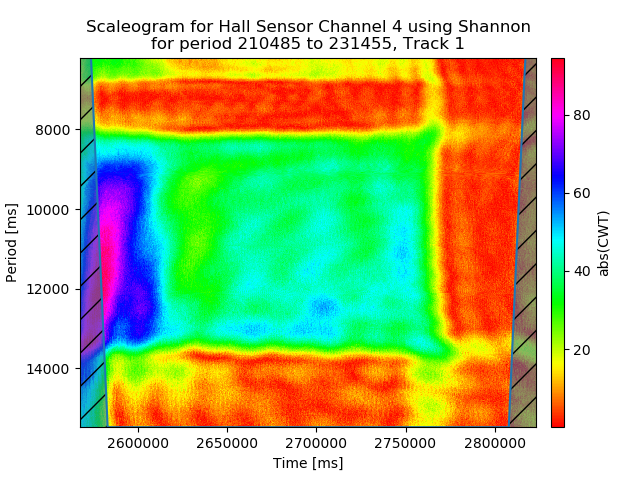 Scaleogram for Hall Sensor Channel 4 using Shannon
for period 210485 to 231455, Track 1
8000
10000
12000
14000
Period [ms]
2600000 2650000 2700000 2750000 2800000
Time [ms]
80
60
40
20
abs(CWT)